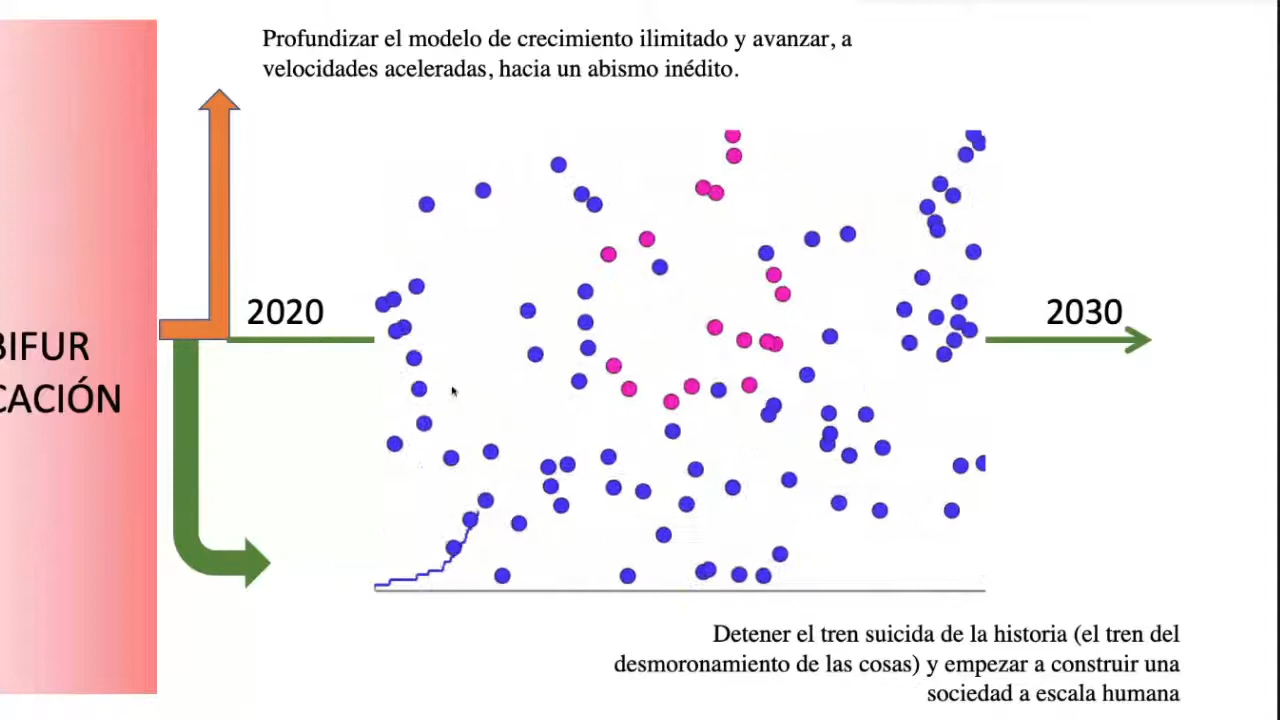 Profundizar el modelo de crecimiento ilimitado y avanzar, a
velocidades aceleradas, hacia un abismo inédito.
2020
2030
BIFUR
CACIÓN
Detener el tren suicida de la historia (el tren del
desmoronamiento de las cosas) y empezar a construir una
sociedad a escala humana